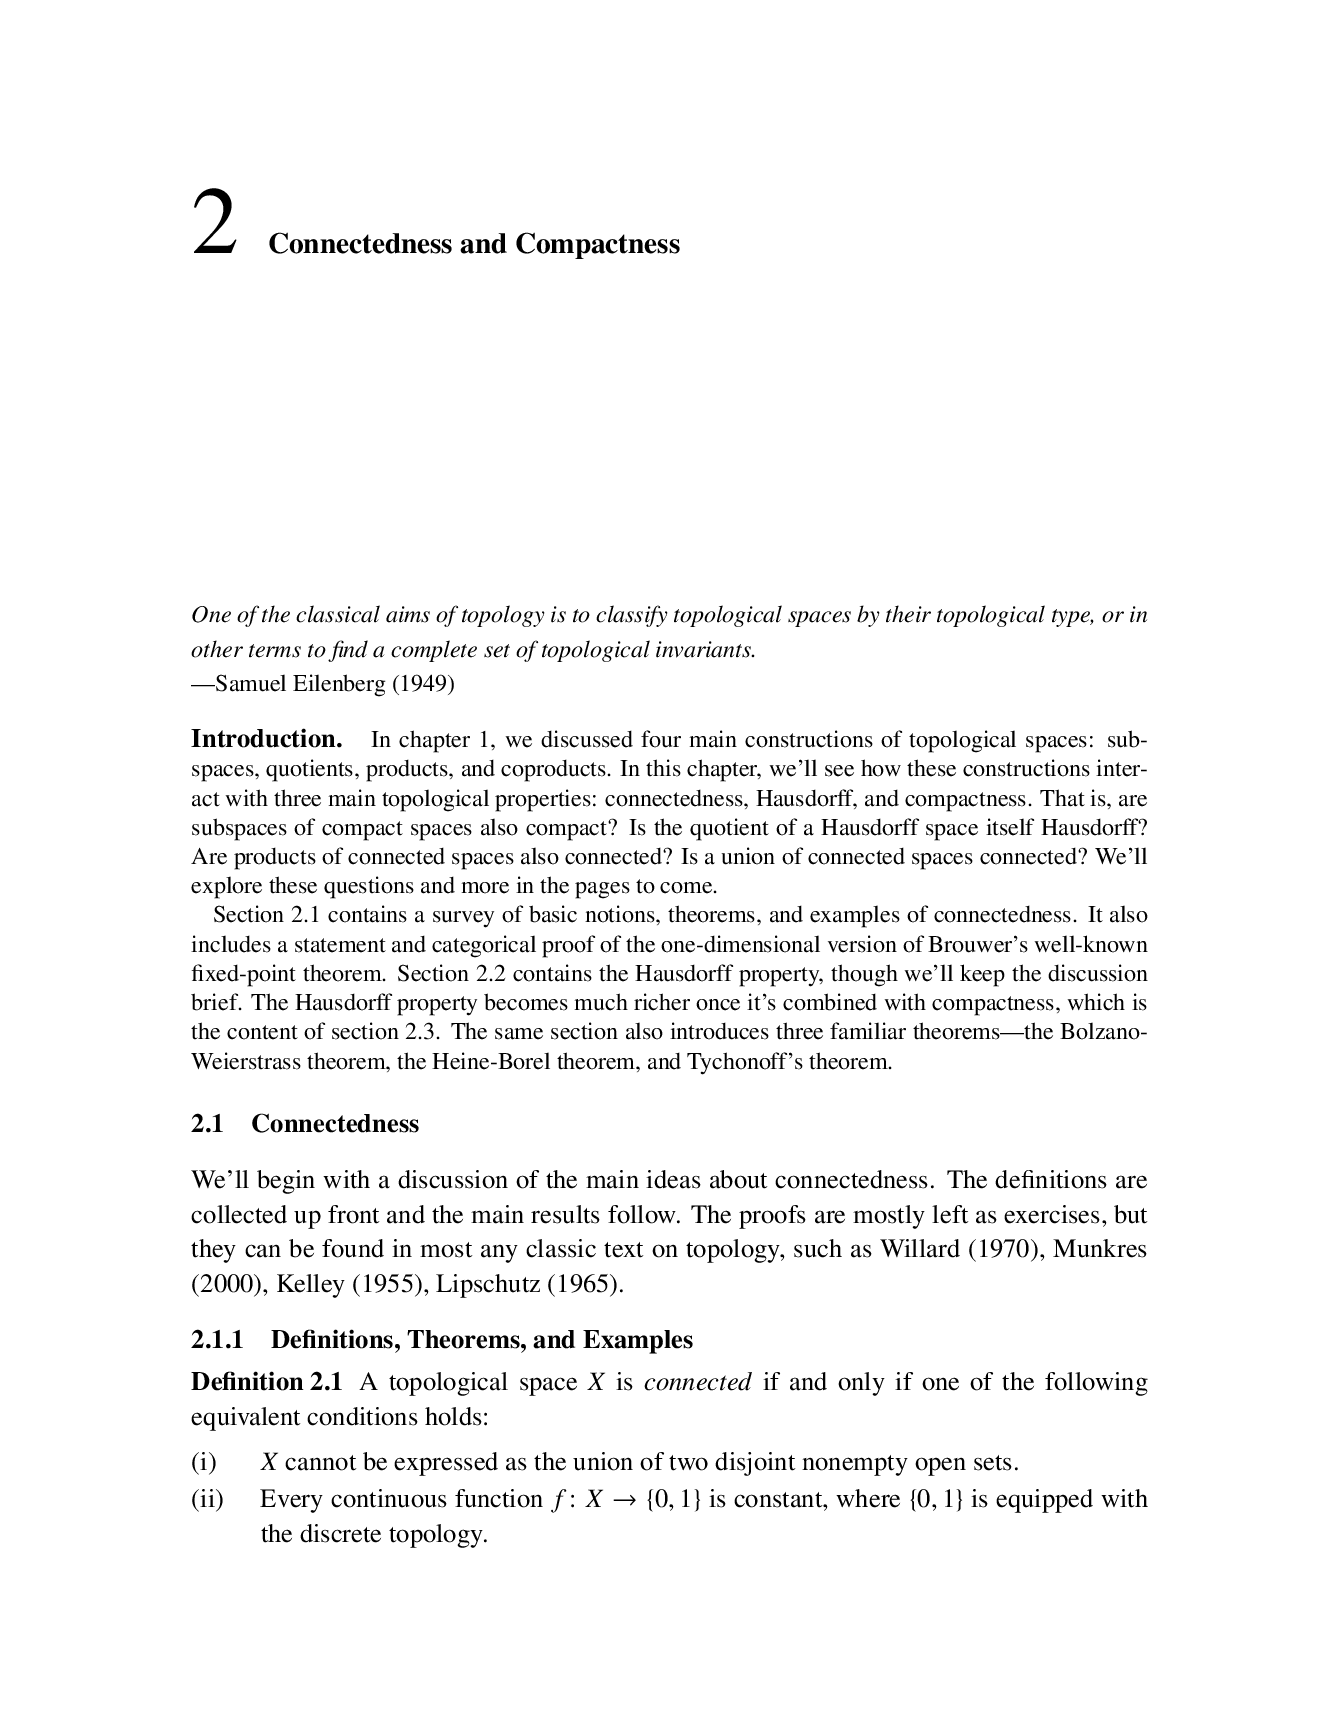 2 Connectedness and Compactness
One of the classical aims of topology is to classify topological spaces by their topological type, or in
other terms to find a complete set of topological invariants.
—Samuel Eilenberg (1949)
Introduction. In chapter 1, we discussed four main constructions of topological spaces: sub-
spaces, quotients, products, and coproducts. In this chapter, we'll see how these constructions inter-
act with three main topological properties: connectedness, Hausdorff, and compactness. That is, are
subspaces of compact spaces also compact? Is the quotient of a Hausdorff space itself Hausdorff?
Are products of connected spaces also connected? Is a union of connected spaces connected? We'll
explore these questions and more in the pages to come.
Section 2.1 contains a survey of basic notions, theorems, and examples of connectedness. It also
includes a statement and categorical proof of the one-dimensional version of Brouwer's well-known
fixed-point theorem. Section 2.2 contains the Hausdorff property, though we'll keep the discussion
brief. The Hausdorff property becomes much richer once it's combined with compactness, which is
the content of section 2.3. The same section also introduces three familiar theorems—the Bolzano-
Weierstrass theorem, the Heine-Borel theorem, and Tychonoff's theorem.
2.1 Connectedness
We'll begin with a discussion of the main ideas about connectedness. The definitions are
collected up front and the main results follow. The proofs are mostly left as exercises, but
they can be found in most any classic text on topology, such as Willard (1970), Munkres
(2000), Kelley (1955), Lipschutz (1965).
2.1.1 Definitions, Theorems, and Examples
Definition 2.1 A topological space X is connected if and only if one of the following
equivalent conditions holds:
(i) X cannot be expressed as the union of two disjoint nonempty open sets.
(ii) Every continuous function f : X → {0, 1} is constant, where {0, 1} is equipped with
the discrete topology.